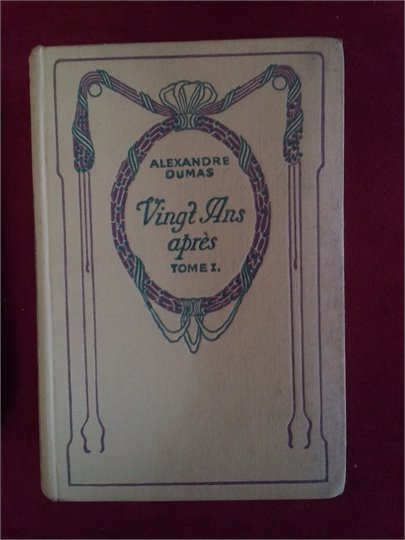 ALEXANDRE
DUMAS
Vingt Ans
après
TOME I.